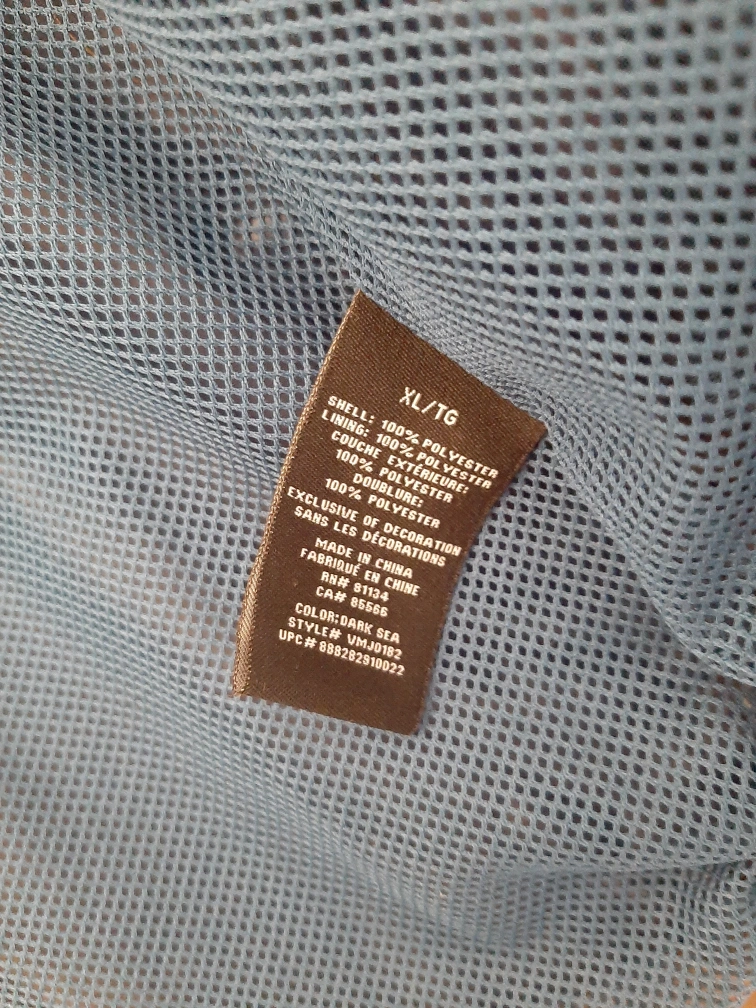 XL/TG
SHELL: 100% POLYESTER
LINING: 100% POLYESTER
COUCHE EXTÉRIEURE:
100% POLYESTER
DOUBLURE:
100% POLYESTER
EXCLUSIVE OF DECORATION
SANS LES DÉCORATIONS
MADE IN CHINA
FABRIQUÉ EN CHINE
RN# 81134
CA# 85566
COLOR:DARK SEA
STYLE# VMJ0182
UPC# 888282910022